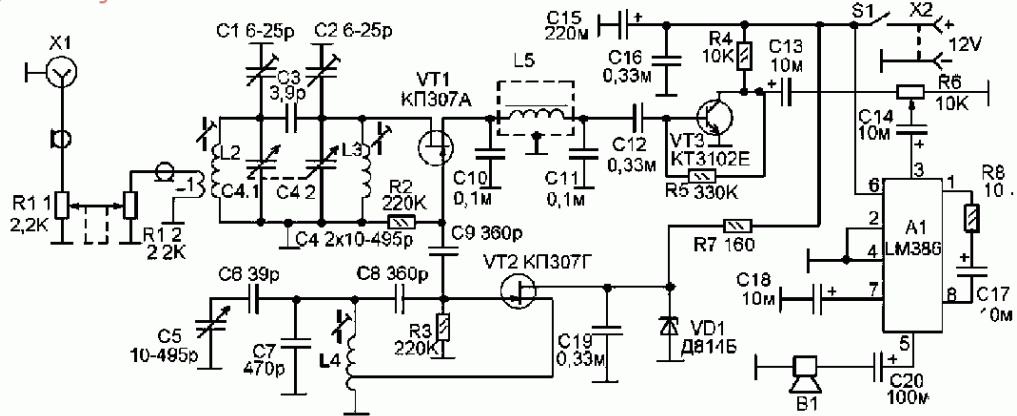 X1
C1 6-25p
C2 6-25p
C3
3,9p
VT1
КП307А
L5
C15
220м
C16
0,33м
R4
10K
C13
10м
S1
X2
+
12V
-
R6
10K
L2
L3
C4.1
C4 2
R2
220K
C10
0,1м
C11
0,1м
C12
0,33м
VT3
KT3102E
R5 330K
C14
10м
+
3
1
R8
10 .
6
2
4
7
8
5
A1
LM386
R1 1
2,2K
R1 2
2 2K
1
C4 2x10-495p
C9 360p
R7 160
C6 39p
C8 360p
VT2 КП307Г
C18
10м
C17
10м
C5
10-495p
C7
470p
L4
R3
220K
C19
0,33м
VD1
Д814Б
B1
C20
100м